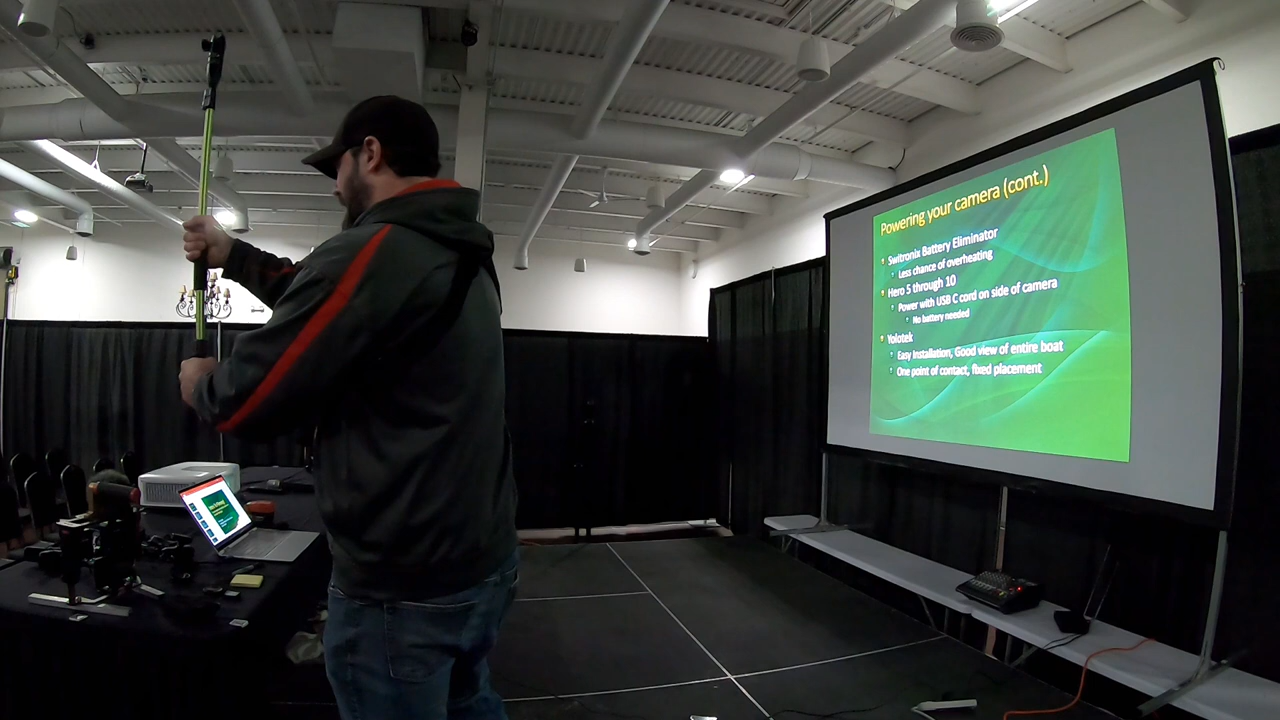 Powering your camera (cont.)
Switronix Battery Eliminator
Less chance of overheating
Hero 5 through 10
Power with USB C cord on side of camera
No battery needed
Yolotek
Easy Installation, Good view of entire boat
One point of contact, fixed placement